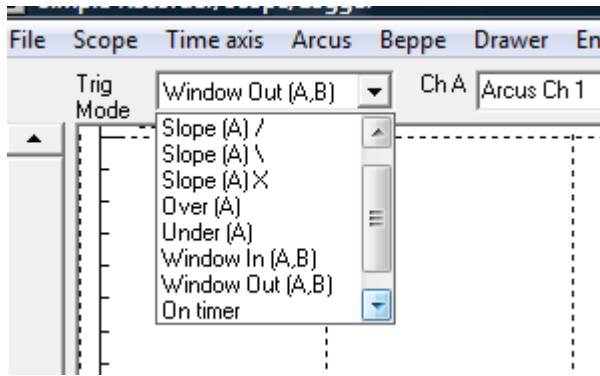 File Scope Time axis Arcus Beppe Drawer En
Trig Mode
Window Out (A,B)
Ch A
Arcus Ch 1
Slope (A) /
Slope (A) \
Slope (A) X
Over (A)
Under (A)
Window In (A,B)
Window Out (A,B)
On timer